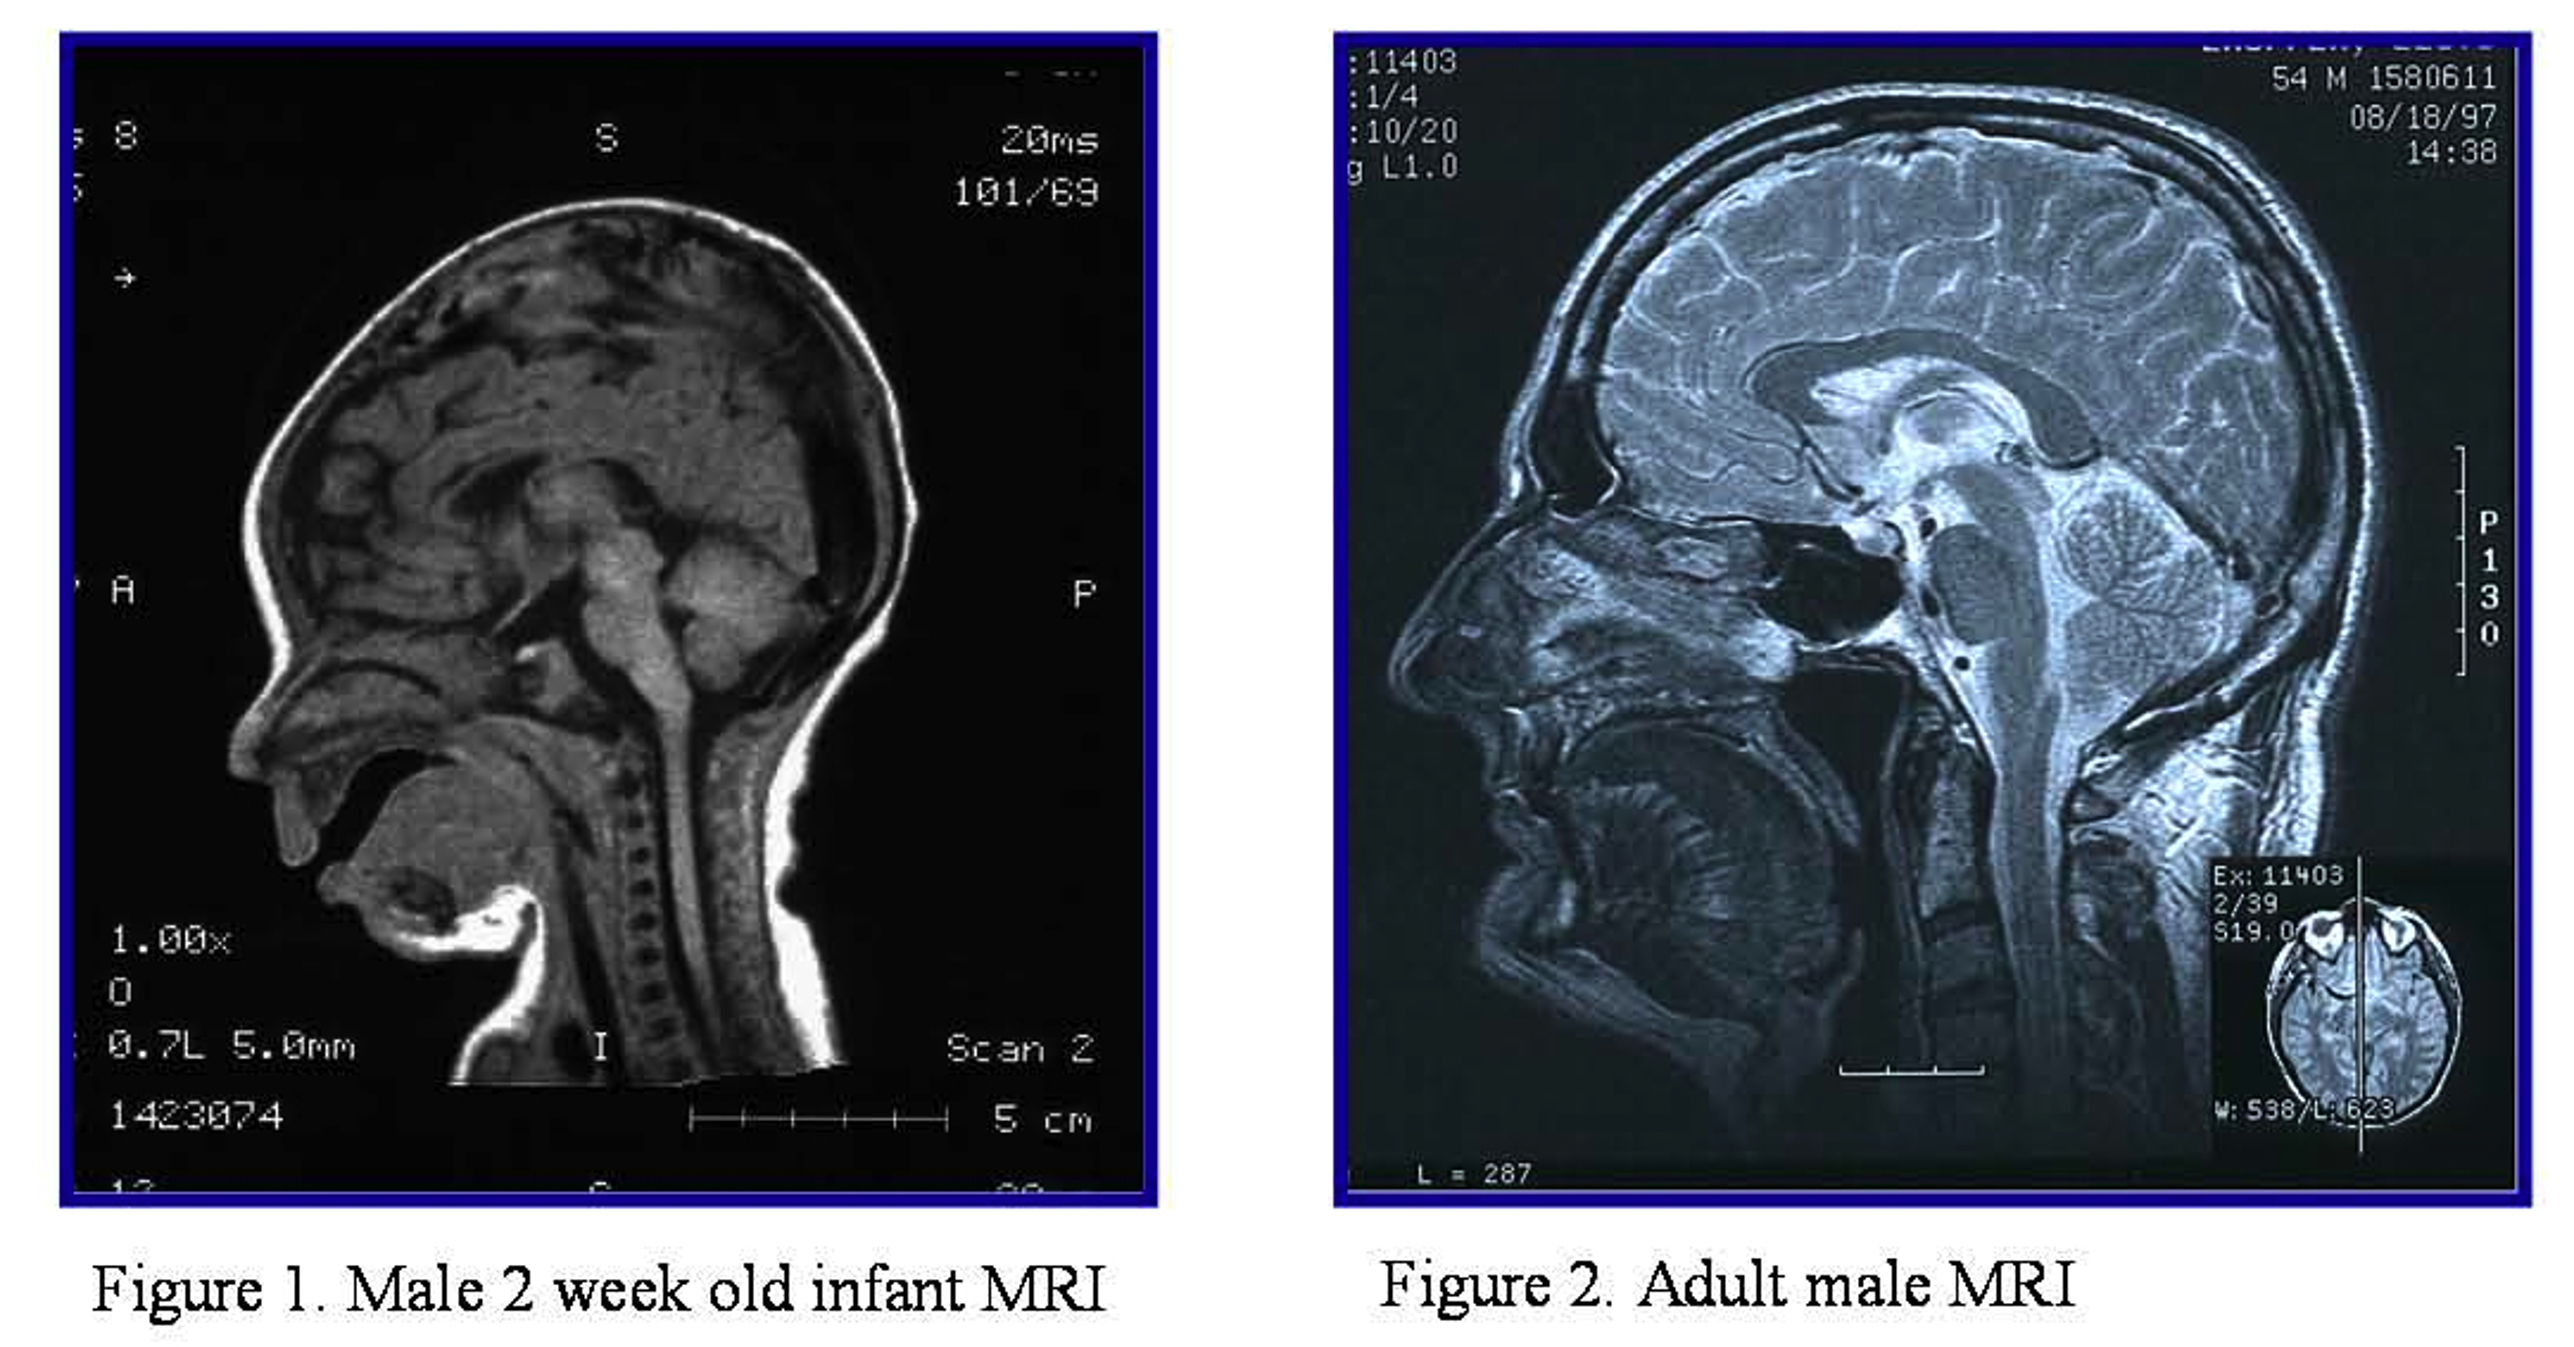 8
S
20ms
101/69
→
A
P
1.00x
0
0.7L 5.0mm
I
Scan 2
1423074
5 cm
:11403
:1/4
:10/20
g L1.0
54 M 1580611
08/18/97
14:38
P
1
3
0
Ex: 11403
2/39
S19.0
W: 538/L: 623
L = 287
Figure 1. Male 2 week old infant MRI
Figure 2. Adult male MRI